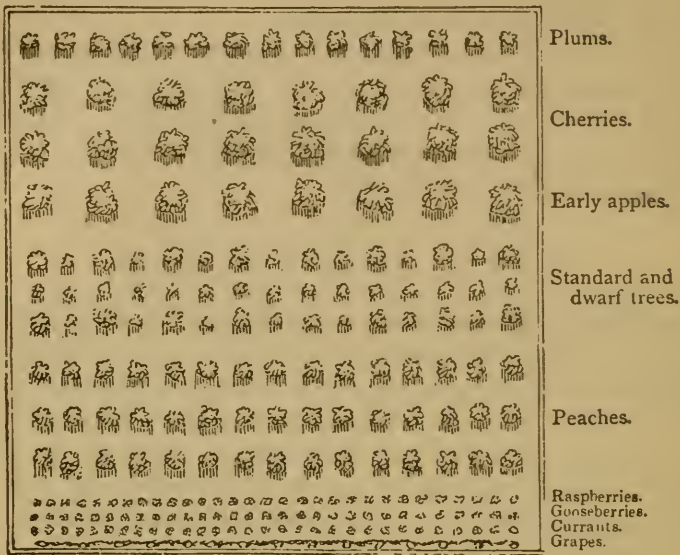 Plums.
Cherries.
Early apples.
Standard and
dwarf trees.
Peaches.
Raspberries.
Gooseberries.
Currants.
Grapes.